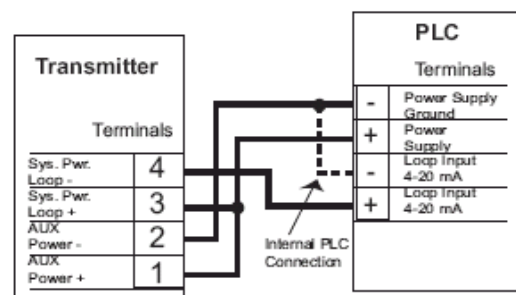 Transmitter
Terminals
Sys. Pwr.
Loop -
4
Sys. Pwr.
Loop +
3
AUX
Power -
2
AUX
Power +
1
Internal PLC
Connection
PLC
Terminals
-
Power Supply
Ground
+
Power
Supply
-
Loop Input
4-20 mA
+
Loop Input
4-20 mA